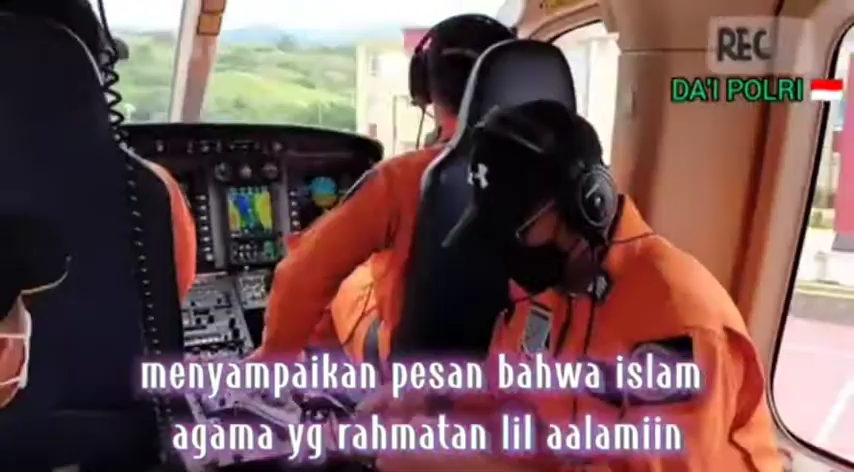 REC
DA'I POLRI
menyampaikan pesan bahwa islam
agama yg rahmatan lil aalamiin